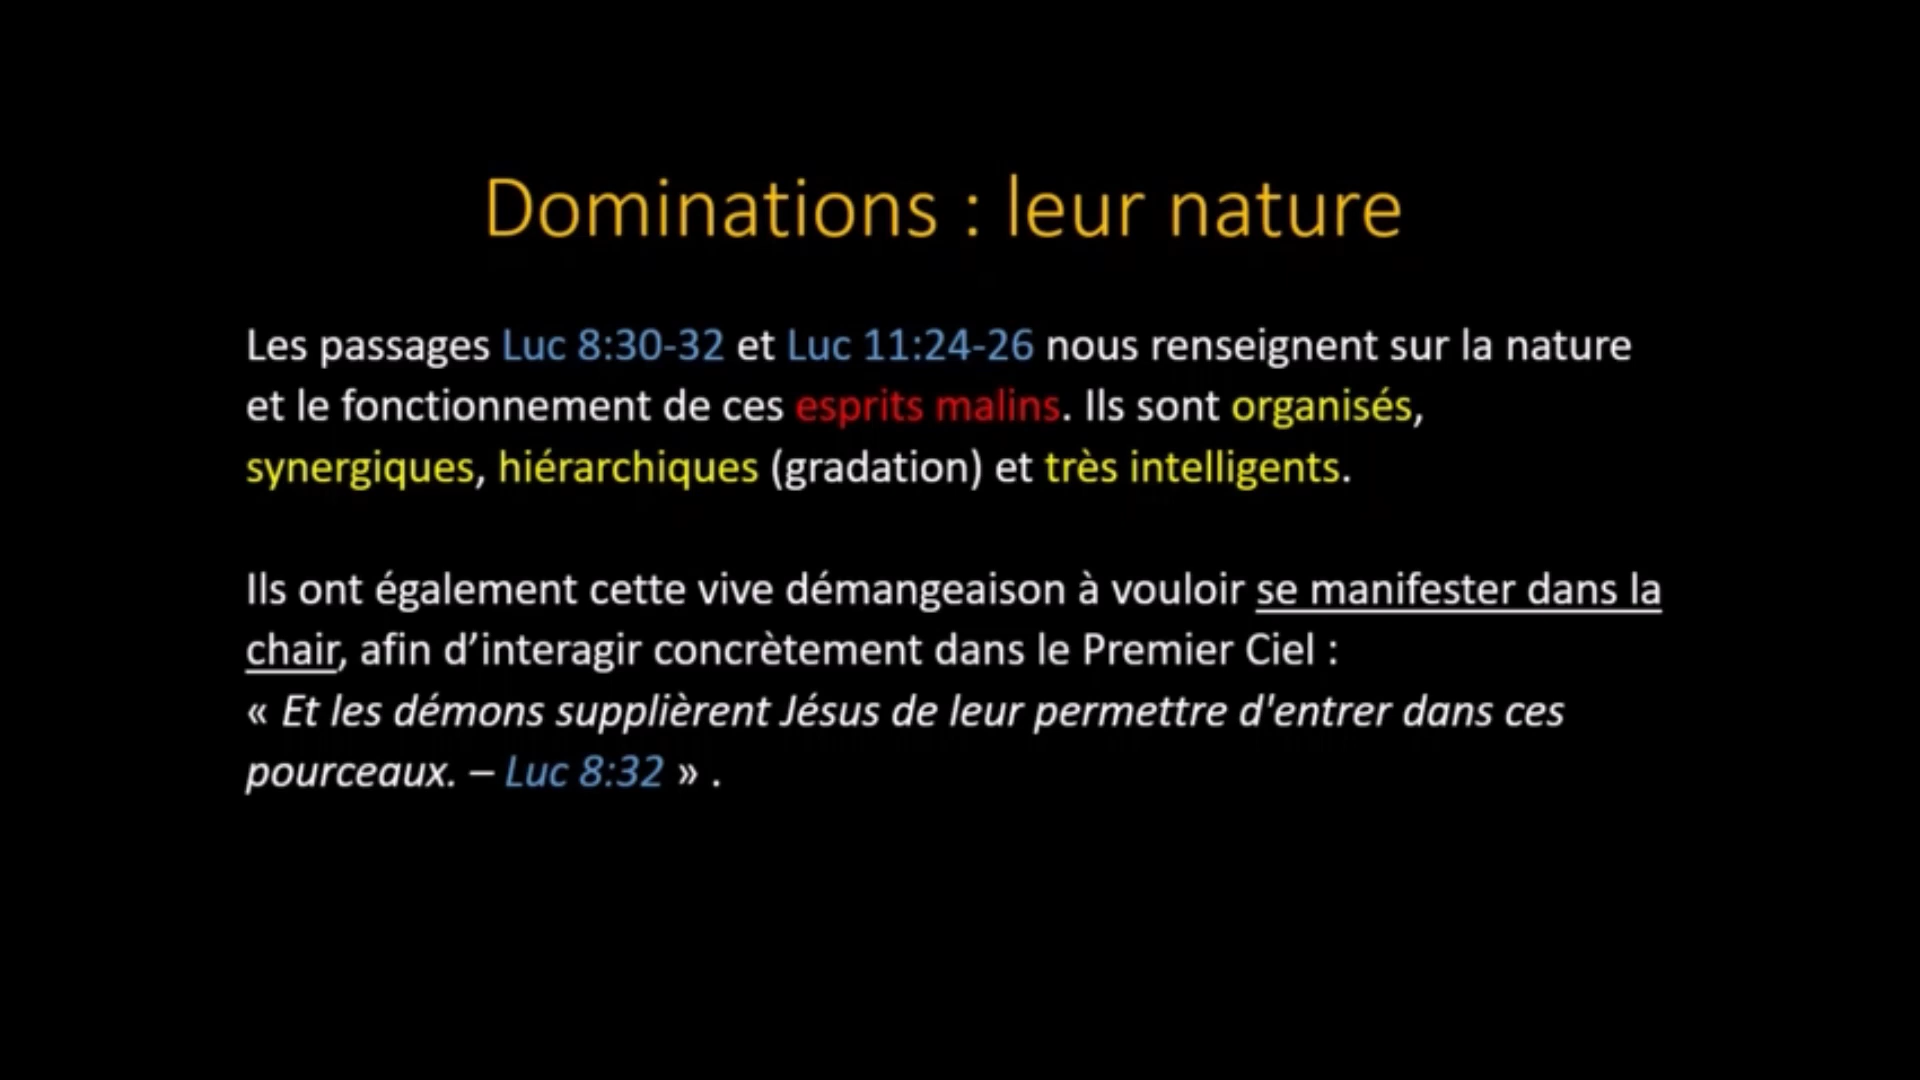 Dominations : leur nature
Les passages Luc 8:30-32 et Luc 11:24-26 nous renseignent sur la nature
et le fonctionnement de ces esprits malins. Ils sont organisés,
synergiques, hiérarchiques (gradation) et très intelligents.
Ils ont également cette vive démangeaison à vouloir se manifester dans la
chair, afin d’interagir concrètement dans le Premier Ciel :
« Et les démons supplièrent Jésus de leur permettre d'entrer dans ces
pourceaux. – Luc 8:32 » .